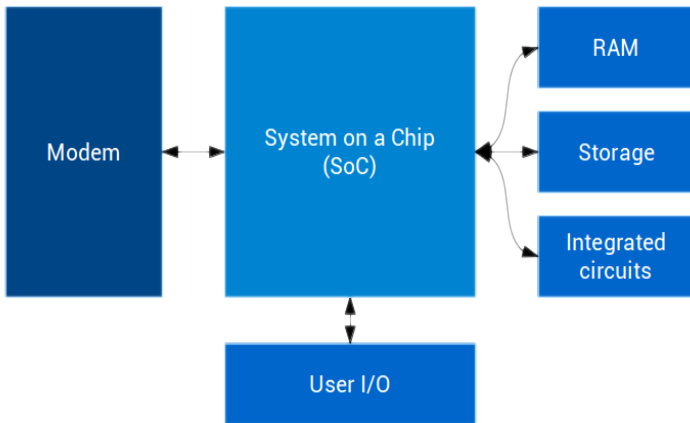 Modem
System on a Chip
(SoC)
RAM
Storage
Integrated
circuits
User I/O